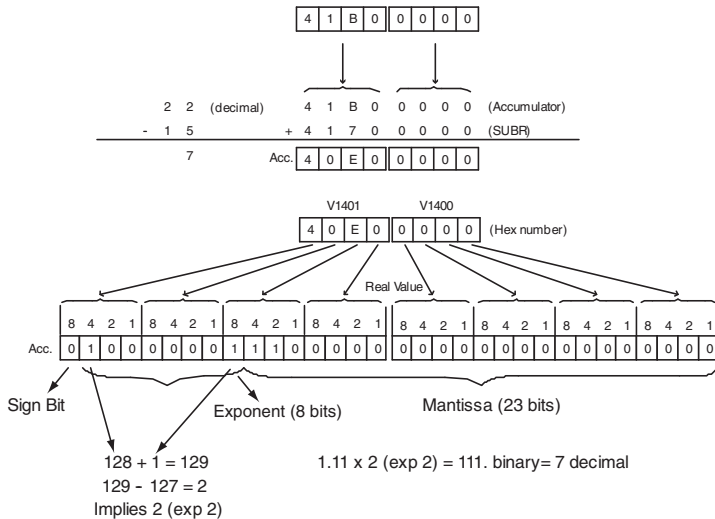 4 1 B 0 0 0 0 0
2 2 (decimal) 4 1 B 0 0 0 0 0 (Accumulator)
- 1 5 + 4 1 7 0 0 0 0 0 (SUBR)
7 Acc. 4 0 E 0 0 0 0 0
V1401 V1400
4 0 E 0 0 0 0 0 (Hex number)
Real Value
8 4 2 1 8 4 2 1 8 4 2 1 8 4 2 1 8 4 2 1 8 4 2 1 8 4 2 1 8 4 2 1
Acc. 0 1 0 0 0 0 0 0 1 1 1 0 0 0 0 0 0 0 0 0 0 0 0 0 0 0 0 0 0 0 0 0
Sign Bit Exponent (8 bits) Mantissa (23 bits)
128 + 1 = 129 1.11 x 2 (exp 2) = 111. binary= 7 decimal
129 - 127 = 2
Implies 2 (exp 2)